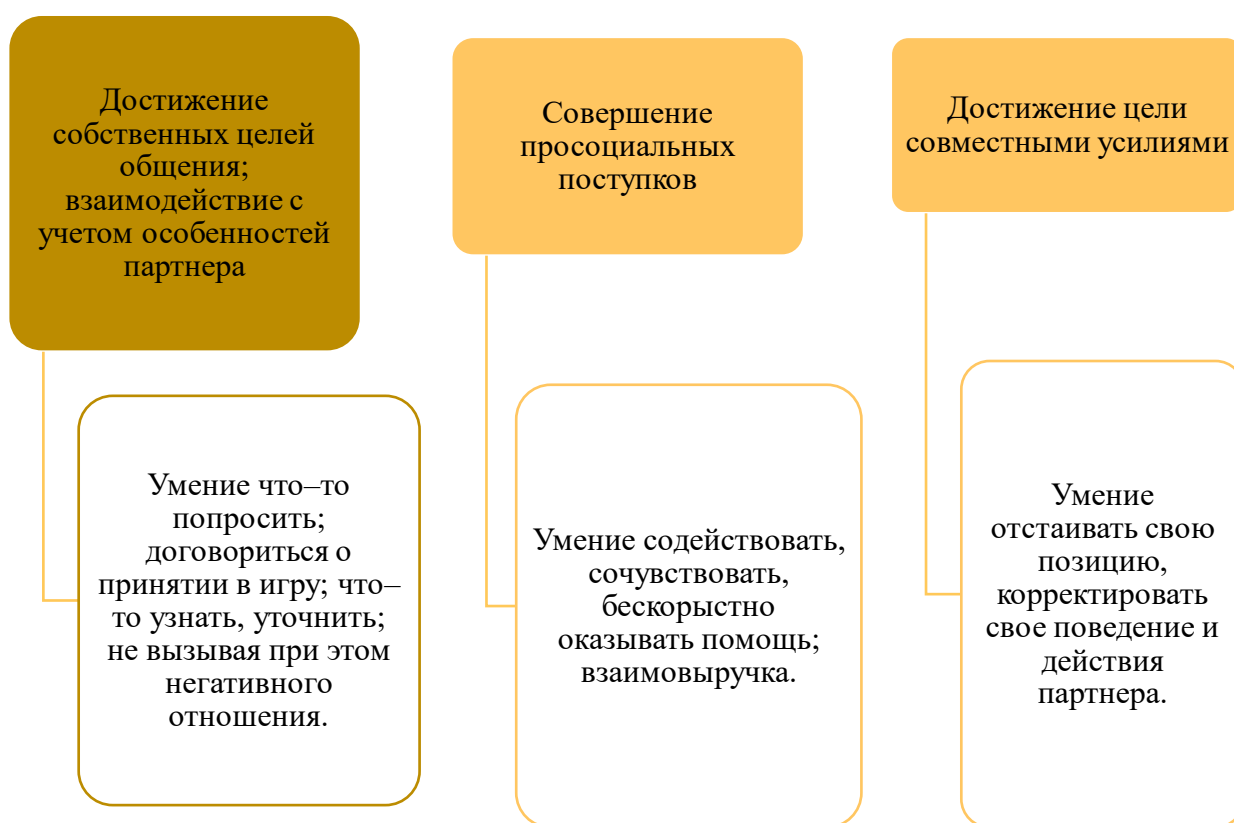 Достижение
собственных целей
общения;
взаимодействие с
учетом особенностей
партнера
Умение что–то
попросить;
договориться о
принятии в игру; что–
то узнать, уточнить;
не вызывая при этом
негативного
отношения.
Совершение
просоциальных
поступков
Умение содействовать,
сочувствовать,
бескорыстно
оказывать помощь;
взаимовыручка.
Достижение цели
совместными усилиями
Умение
отстаивать свою
позицию,
корректировать
свое поведение и
действия
партнера.